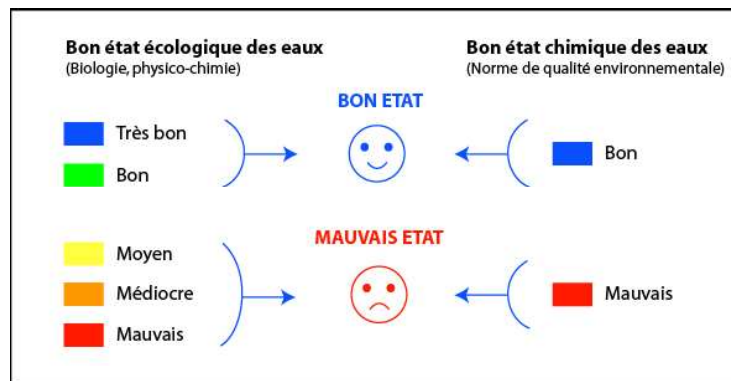 Bon état écologique des eaux
(Biologie, physico-chimie)
Bon état chimique des eaux
(Norme de qualité environnementale)
BON ETAT
Très bon
Bon
Bon
MAUVAIS ETAT
Moyen
Médiocre
Mauvais
Mauvais